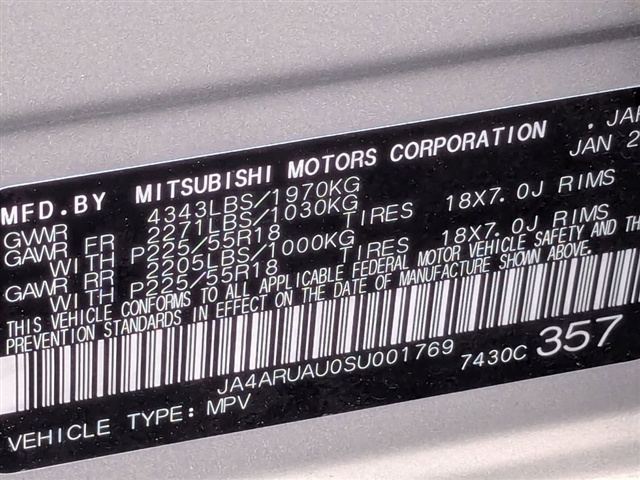 MFD.BY MITSUBISHI MOTORS CORPORATION . JAP
JAN 2
GVWR 4343LBS/1970KG
GAWR FR 2271LBS/1030KG
WITH P225/55R18 TIRES 18X7.0J RIMS
GAWR RR 2205LBS/1000KG
WITH P225/55R18 TIRES 18X7.0J RIMS
THIS VEHICLE CONFORMS TO ALL APPLICABLE FEDERAL MOTOR VEHICLE SAFETY AND TH
PREVENTION STANDARDS IN EFFECT ON THE DATE OF MANUFACTURE SHOWN ABOVE.
JA4ARUAU0SU001769 7430C 357
VEHICLE TYPE: MPV